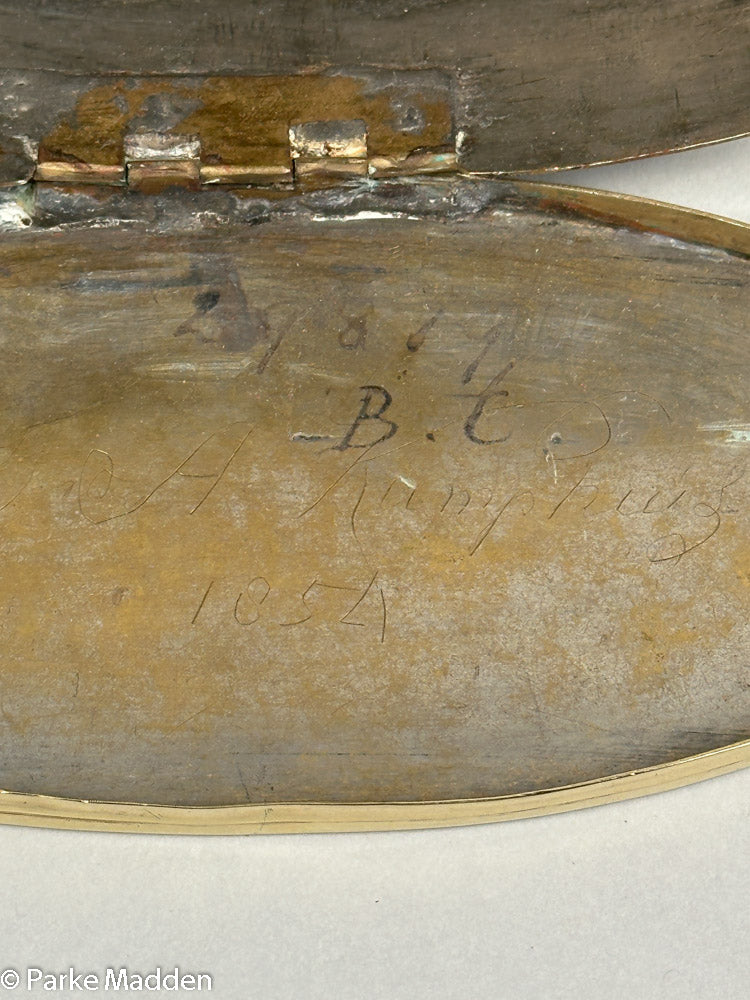 B. C.
A Kamphuis
1854
© Parke Madden